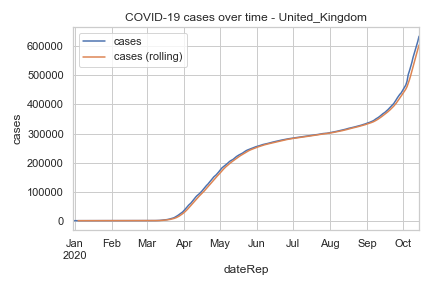 COVID-19 cases over time - United_Kingdom
cases
cases (rolling)
600000
500000
400000
300000
200000
100000
0
cases
Jan Feb Mar Apr May Jun Jul Aug Sep Oct
2020
dateRep